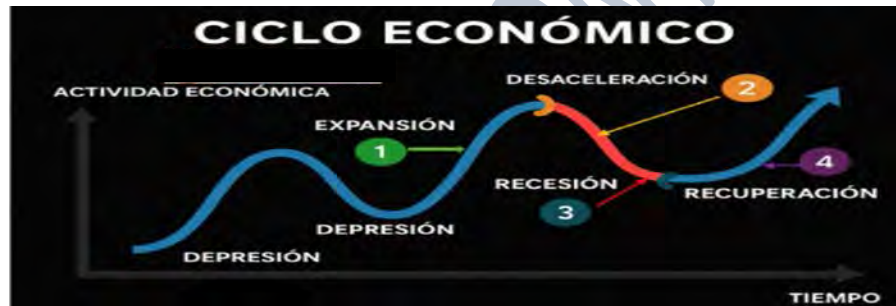 CICLO ECONÓMICO
ACTIVIDAD ECONÓMICA
DESACELERACIÓN
2
EXPANSIÓN
1
4
RECESIÓN
3
RECUPERACIÓN
DEPRESIÓN
DEPRESIÓN
TIEMPO